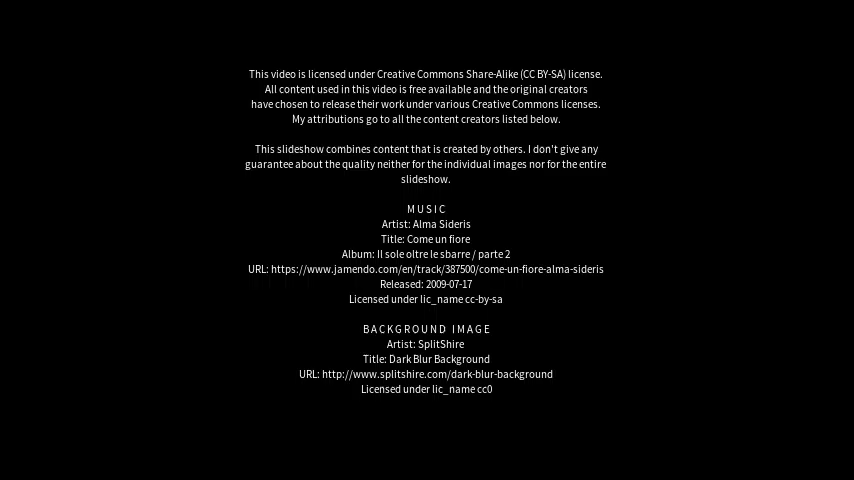 This video is licensed under Creative Commons Share-Alike (CC BY-SA) license.
All content used in this video is free available and the original creators
have chosen to release their work under various Creative Commons licenses.
My attributions go to all the content creators listed below.
This slideshow combines content that is created by others. I don't give any
guarantee about the quality neither for the individual images nor for the entire
slideshow.
MUSIC
Artist: Alma Sideris
Title: Come un fiore
Album: Il sole oltre le sbarre / parte 2
URL: https://www.jamendo.com/en/track/387500/come-un-fiore-alma-sideris
Released: 2009-07-17
Licensed under lic_name cc-by-sa
BACKGROUND IMAGE
Artist: SplitShire
Title: Dark Blur Background
URL: http://www.splitshire.com/dark-blur-background
Licensed under lic_name cc0